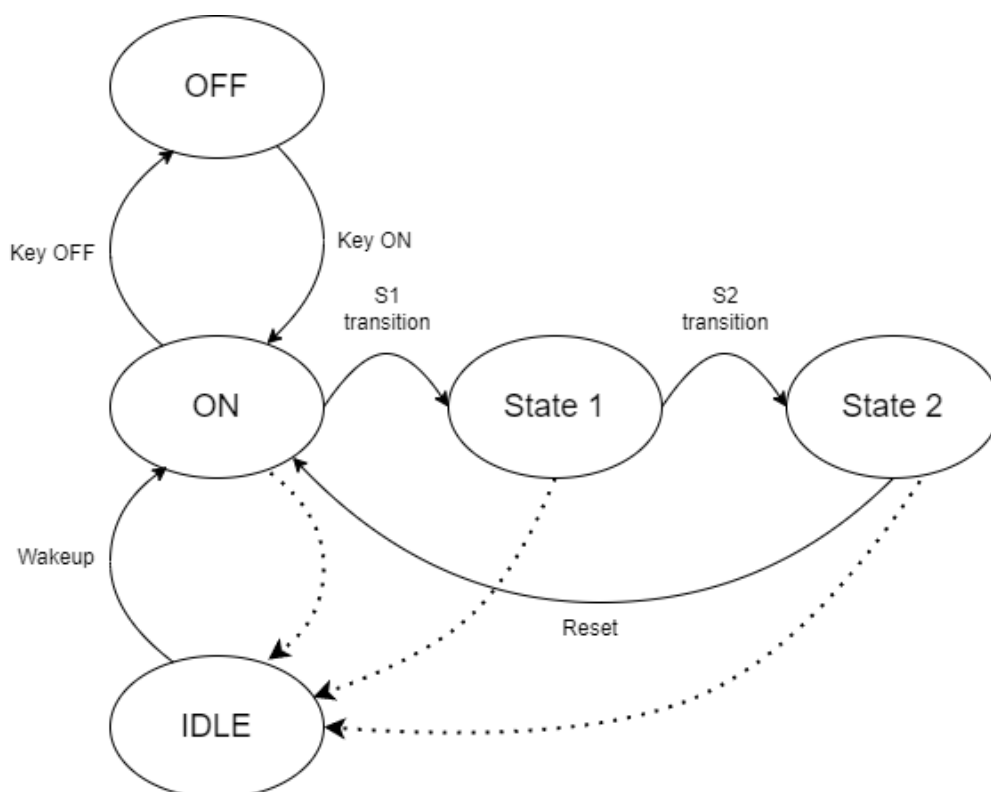 OFF
Key OFF
Key ON
S1
transition
S2
transition
ON
State 1
State 2
Wakeup
Reset
IDLE